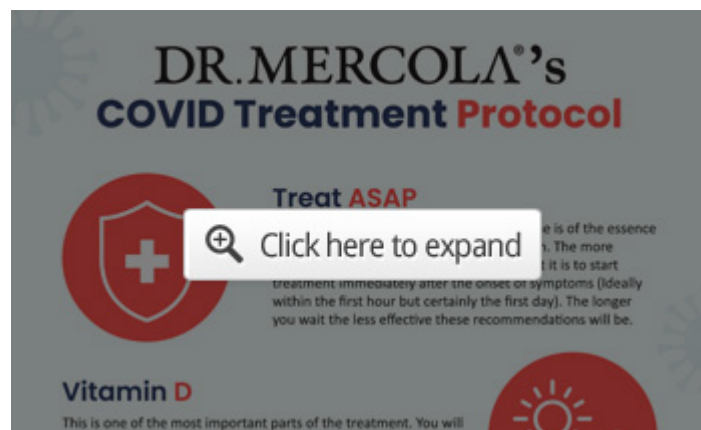 DR. MERCOLA®'s
COVID Treatment Protocol
Treat ASAP
e is of the essence
Click here to expand
. The more
it is to start
treatment immediately after the onset of symptoms (Ideally
within the first hour but certainly the first day). The longer
you wait the less effective these recommendations will be.
Vitamin D
This is one of the most important parts of the treatment. You will